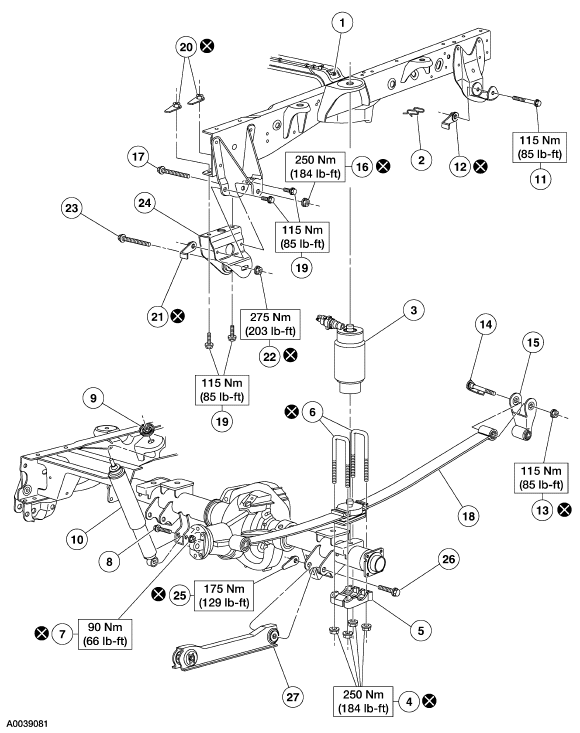 1
20
17
250 Nm
(184 lb-ft)
16
2
12
115 Nm
(85 lb-ft)
11
23
24
115 Nm
(85 lb-ft)
19
21
275 Nm
(203 lb-ft)
22
3
14
15
115 Nm
(85 lb-ft)
19
9
6
115 Nm
(85 lb-ft)
13
18
10
8
26
25
175 Nm
(129 lb-ft)
7
90 Nm
(66 lb-ft)
5
27
250 Nm
(184 lb-ft)
4
A0039081